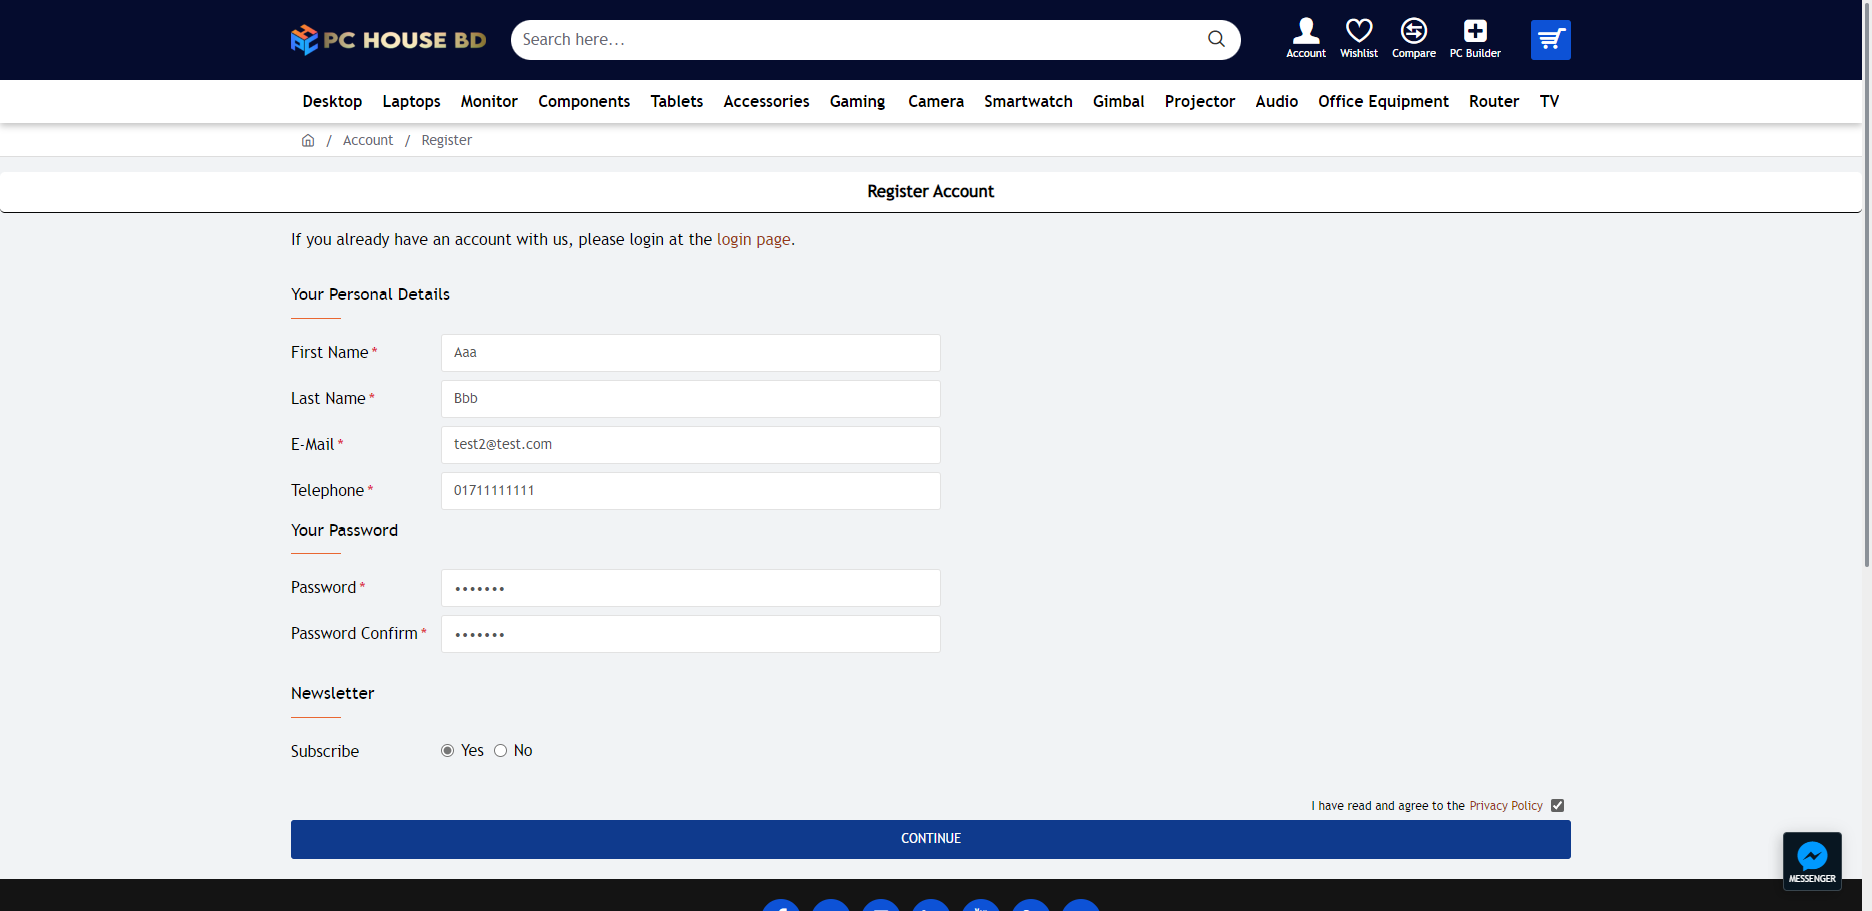 PC HOUSE BD
Search here...
Account Wishlist Compare PC Builder
Desktop Laptops Monitor Components Tablets Accessories Gaming Camera Smartwatch Gimbal Projector Audio Office Equipment Router TV
/ Account / Register
Register Account
If you already have an account with us, please login at the login page.
Your Personal Details
First Name* Aaa
Last Name* Bbb
E-Mail* test2@test.com
Telephone* 01711111111
Your Password
Password* •••••••
Password Confirm* •••••••
Newsletter
Subscribe Yes No
I have read and agree to the Privacy Policy
CONTINUE
MESSENGER